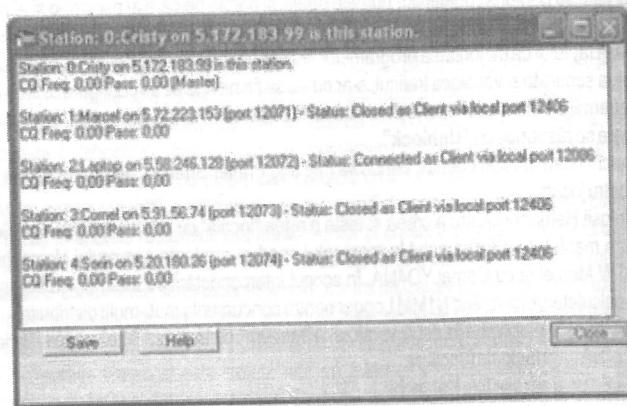 Station: 0:Cristy on 5.172.183.99 is this station.
Station: 0:Cristy on 5.172.183.99 is this station.
CQ Freq: 0,00 Pass: 0,00 (Master)
Station: 1:Marcel on 5.72.223.153 (port 12071) - Status: Closed as Client via local port 12406
CQ Freq: 0,00 Pass: 0,00
Station: 2:Laptop on 5.68.246.128 (port 12072) - Status: Connected as Client via local port
CQ Freq: 0,00 Pass: 0,00
Station: 3:Cornel on 5.31.56.74 (port 12073) - Status: Closed as Client via local port 12406
CQ Freq: 0,00 Pass: 0,00
Station: 4:Sorin on 5.20.180.26 (port 12074) - Status: Closed as Client via local port 12406
CQ Freq: 0,00 Pass: 0,00
Save Help Close